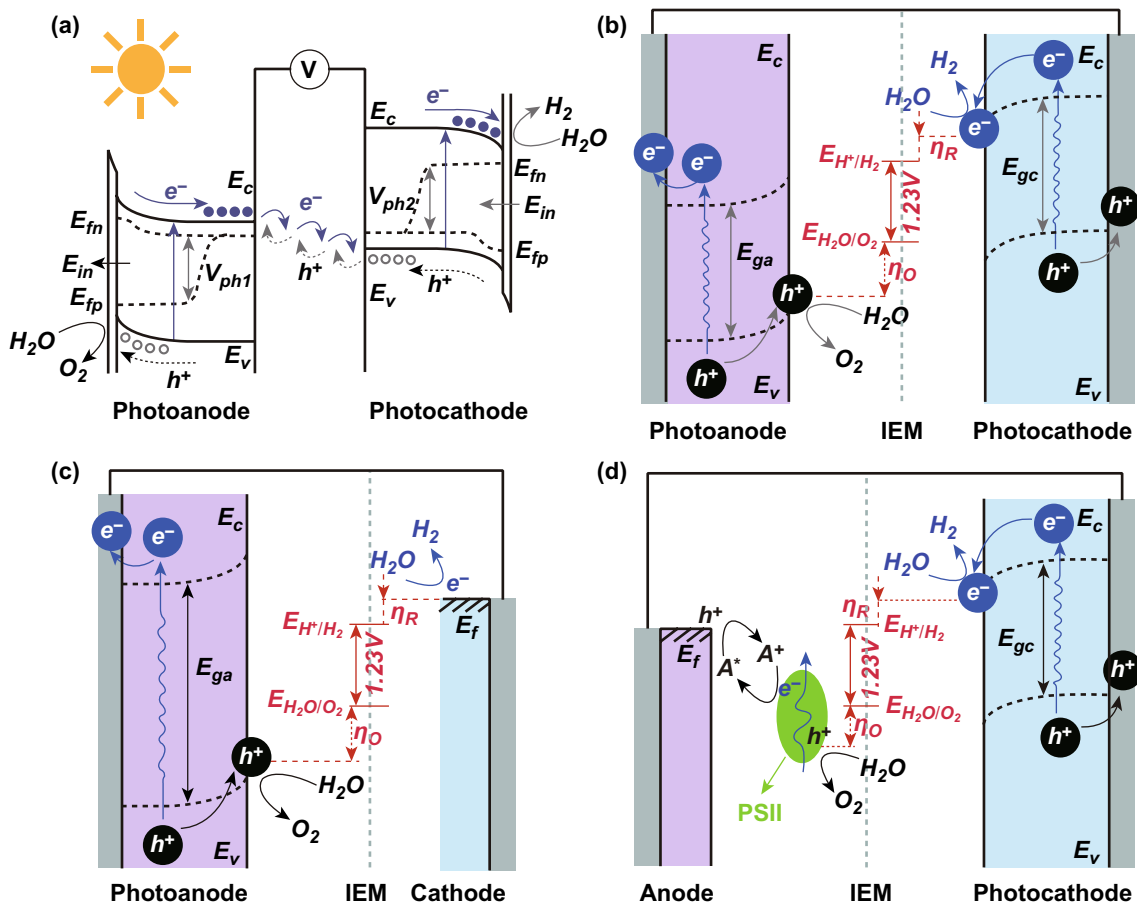 (a)
V
e⁻
H₂
H₂O
E_c
E_fn
V_ph2
E_in
E_fp
e⁻
E_c
e⁻
E_fn
E_in
V_ph1
h⁺
E_fp
h⁺
E_v
H₂O
O₂
h⁺
E_v
Photoanode
Photocathode
(b)
E_c
H₂
H₂O
e⁻
E_c
e⁻
e⁻
e⁻
η_R
E_H⁺/H₂
1.23V
E_gc
h⁺
E_H₂O/O₂
E_ga
η_O
h⁺
h⁺
H₂O
O₂
h⁺
E_v
E_v
Photoanode
IEM
Photocathode
(c)
E_c
e⁻
e⁻
H₂
H₂O
e⁻
η_R
E_f
E_H⁺/H₂
1.23V
E_ga
E_H₂O/O₂
η_O
h⁺
H₂O
O₂
h⁺
E_v
Photoanode
IEM
Cathode
(d)
e⁻
E_c
H₂
H₂O
e⁻
h⁺
η_R
E_H⁺/H₂
E_f
A*
A⁺
1.23V
E_gc
h⁺
e⁻
E_H₂O/O₂
η_O
h⁺
h⁺
H₂O
O₂
PSII
E_v
Anode
IEM
Photocathode